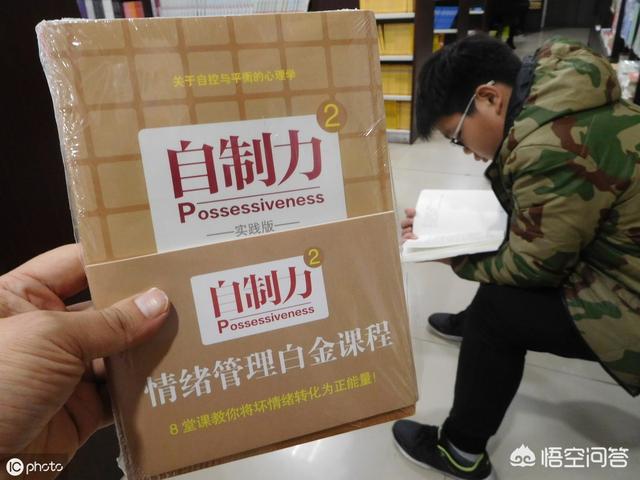 关于自控与平衡的心理学
自制力2
Possessiveness
实践版
自制力2
Possessiveness
情绪管理白金课程
8堂课教你将坏情绪转化为正能量!
ic photo
悟空问答